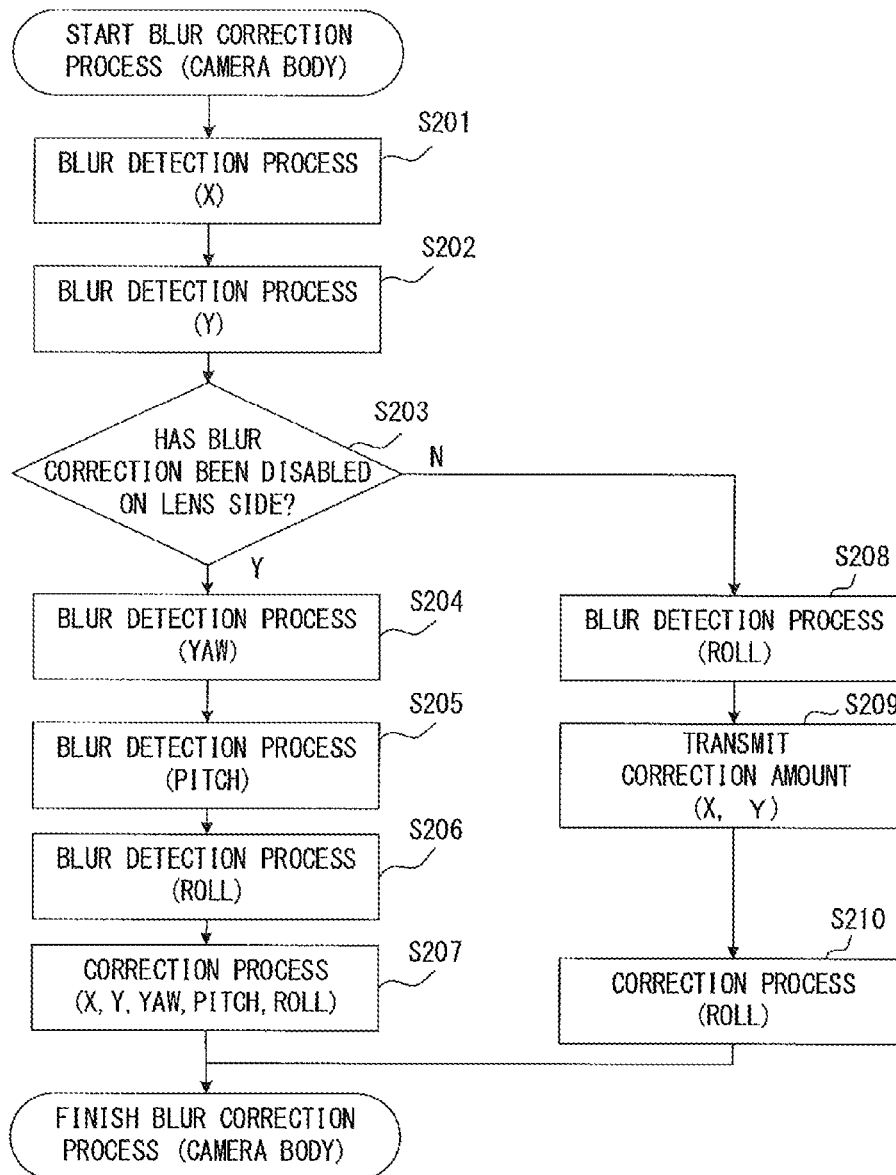 START BLUR CORRECTION
PROCESS (CAMERA BODY)
S201
BLUR DETECTION PROCESS
(X)
S202
BLUR DETECTION PROCESS
(Y)
S203
HAS BLUR
CORRECTION BEEN DISABLED
ON LENS SIDE?
N
Y
S204
BLUR DETECTION PROCESS
(YAW)
S205
BLUR DETECTION PROCESS
(PITCH)
S206
BLUR DETECTION PROCESS
(ROLL)
S207
CORRECTION PROCESS
(X, Y, YAW, PITCH, ROLL)
S208
BLUR DETECTION PROCESS
(ROLL)
S209
TRANSMIT
CORRECTION AMOUNT
(X, Y)
S210
CORRECTION PROCESS
(ROLL)
FINISH BLUR CORRECTION
PROCESS (CAMERA BODY)